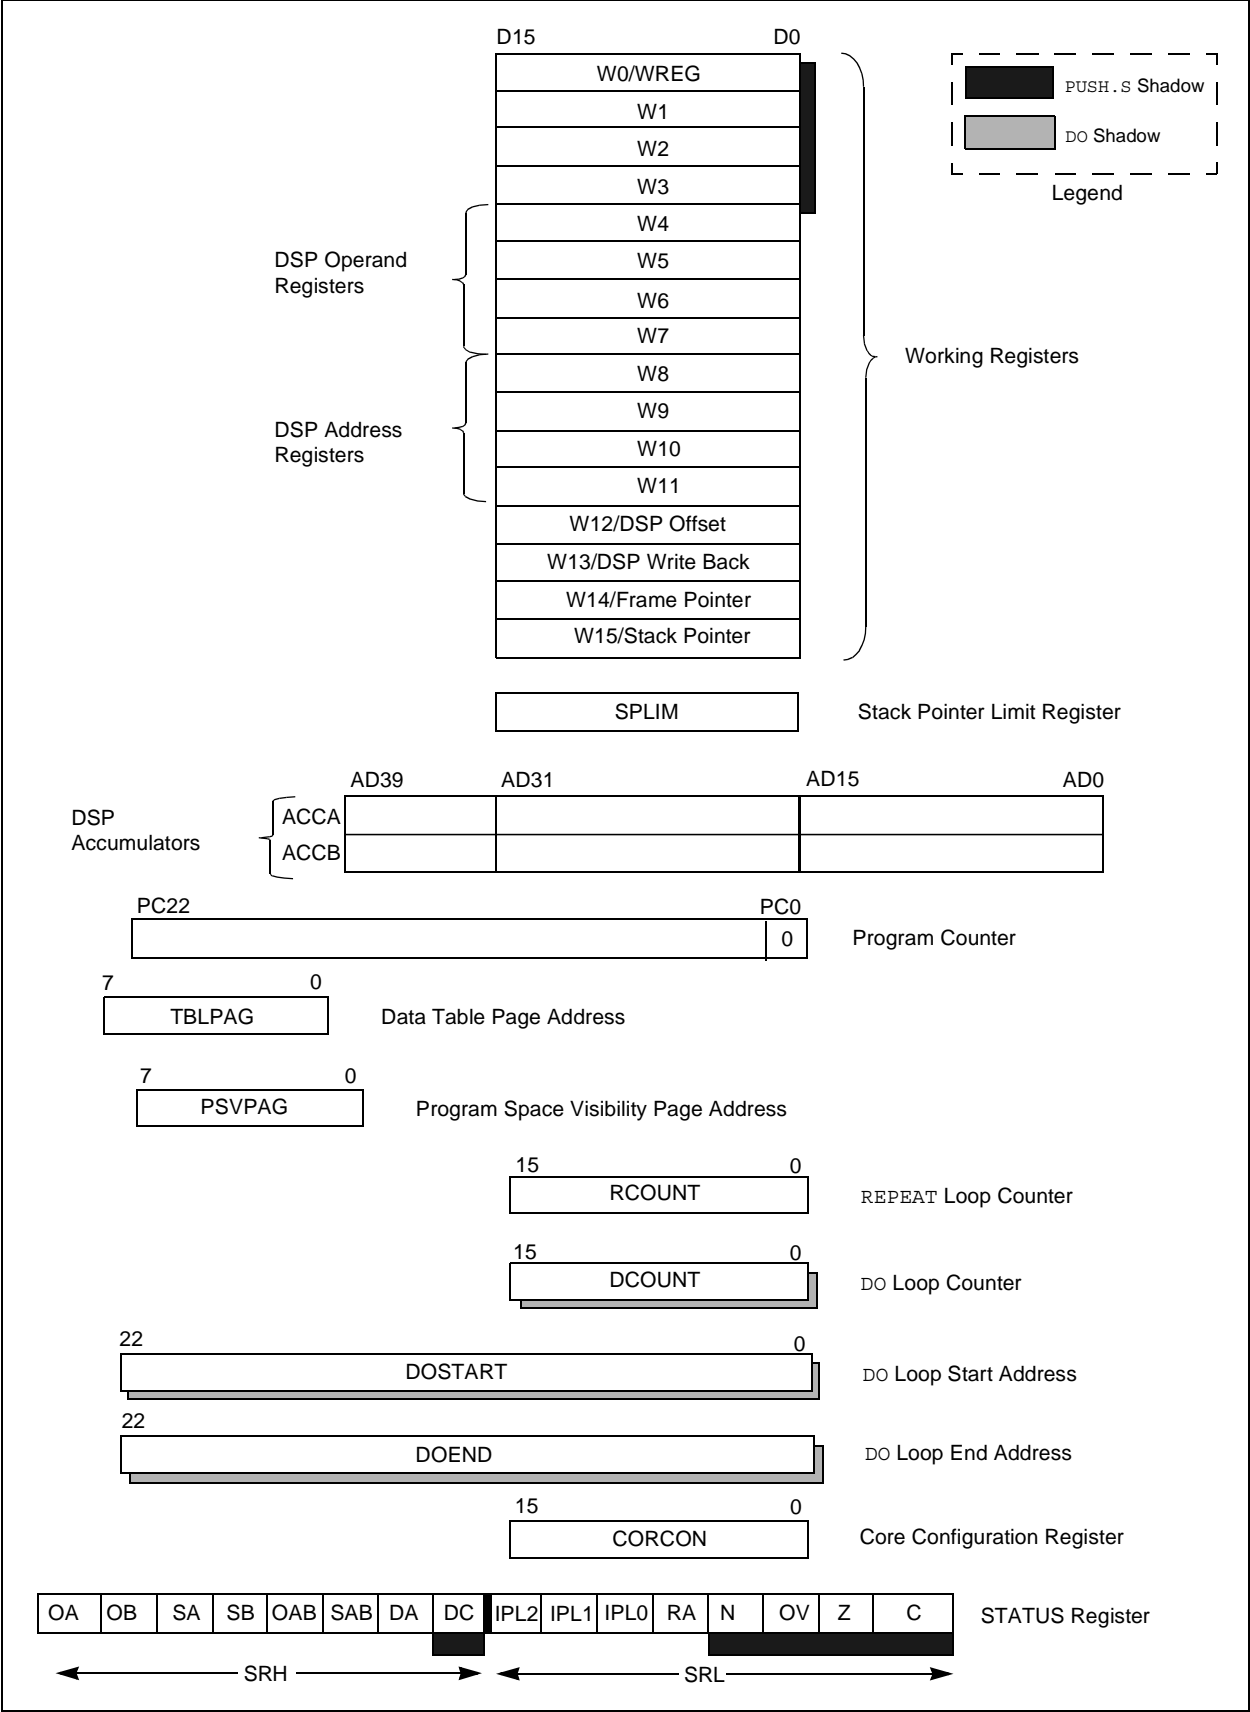 D15 D0
W0/WREG
W1
W2
W3
W4
W5
W6
W7
W8
W9
W10
W11
W12/DSP Offset
W13/DSP Write Back
W14/Frame Pointer
W15/Stack Pointer
PUSH.S Shadow
DO Shadow
Legend
DSP Operand
Registers
DSP Address
Registers
Working Registers
SPLIM
Stack Pointer Limit Register
AD39 AD31 AD15 AD0
DSP
Accumulators
ACCA
ACCB
PC22 PC0
0
Program Counter
7 0
TBLPAG
Data Table Page Address
7 0
PSVPAG
Program Space Visibility Page Address
15 0
RCOUNT
REPEAT Loop Counter
15 0
DCOUNT
DO Loop Counter
22 0
DOSTART
DO Loop Start Address
22
DOEND
DO Loop End Address
15 0
CORCON
Core Configuration Register
OA OB SA SB OAB SAB DA DC IPL2 IPL1 IPL0 RA N OV Z C
STATUS Register
SRH SRL